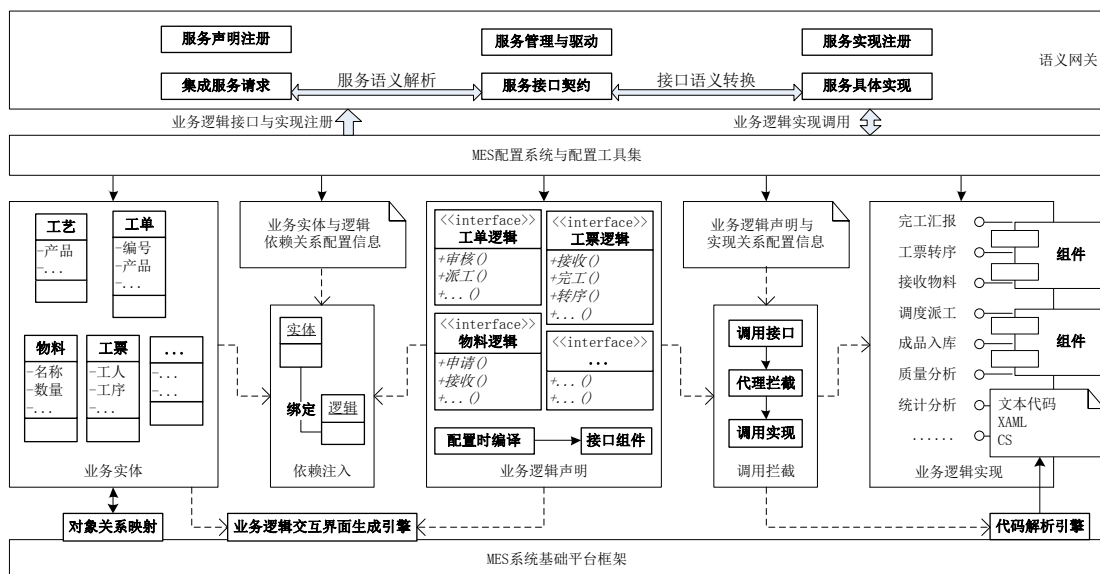 服务声明注册
服务管理与驱动
服务实现注册
语义网关
集成服务请求
服务语义解析
服务接口契约
接口语义转换
服务具体实现
业务逻辑接口与实现注册
业务逻辑实现调用
MES配置系统与配置工具集
工艺
-产品
-...
工单
-编号
-产品
-...
物料
-名称
-数量
-...
工票
-工人
-工序
-...
...
-...
-...
业务实体
业务实体与逻辑
依赖关系配置信息
实体
绑定
逻辑
依赖注入
<<interface>>
工单逻辑
+审核()
+派工()
+...()
<<interface>>
工票逻辑
+接收()
+完工()
+转序()
+...()
<<interface>>
物料逻辑
+申请()
+接收()
+...()
<<interface>>
...
+...()
+...()
配置时编译
接口组件
业务逻辑声明
业务逻辑声明与
实现关系配置信息
调用接口
代理拦截
调用实现
调用拦截
完工汇报
工票转序
接收物料
调度派工
成品入库
质量分析
统计分析
......
组件
组件
文本代码
XAML
CS
业务逻辑实现
对象关系映射
业务逻辑交互界面生成引擎
代码解析引擎
MES系统基础平台框架